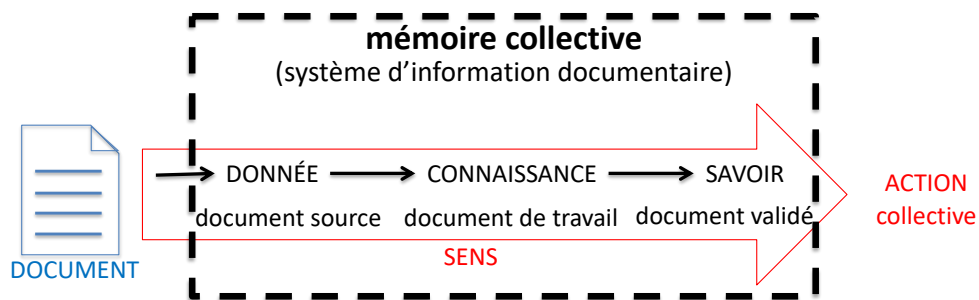 mémoire collective
(système d’information documentaire)
DONNÉE CONNAISSANCE SAVOIR
document source document de travail document validé
ACTION
collective
SENS
DOCUMENT